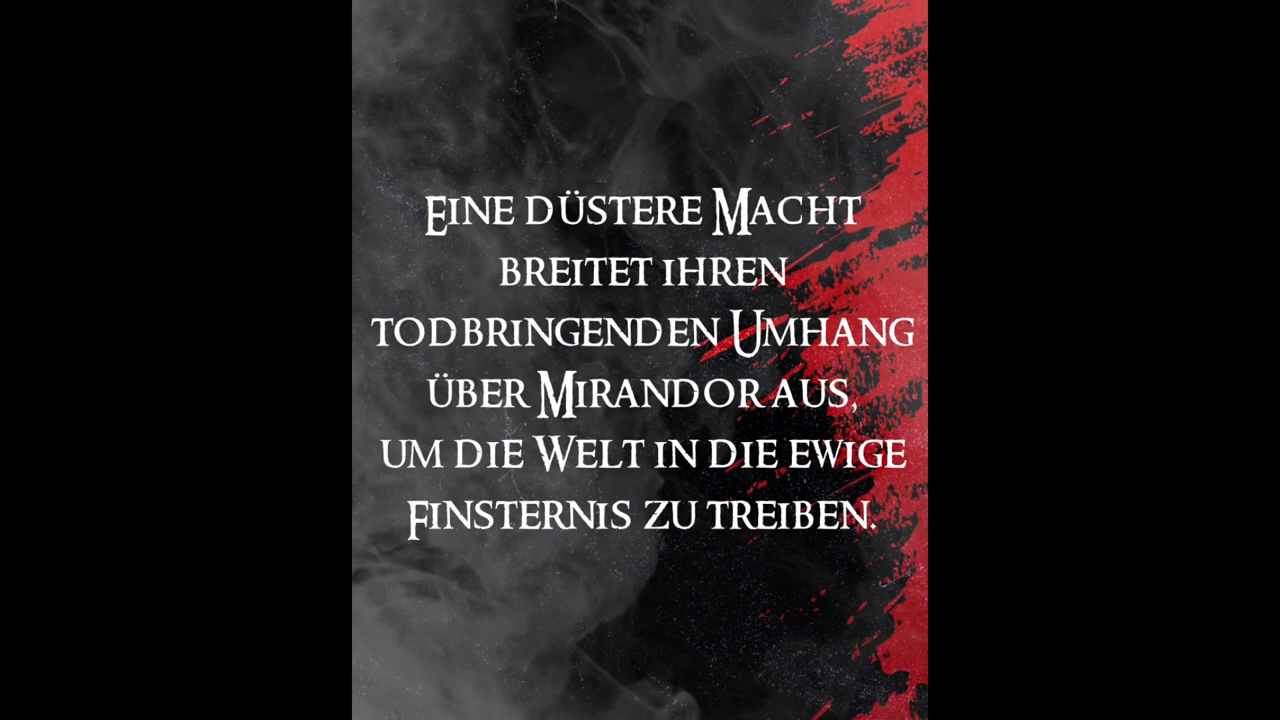 Eine düstere Macht
breitet ihren
todbringenden Umhang
über Mirandor aus,
um die Welt in die ewige
Finsternis zu treiben.